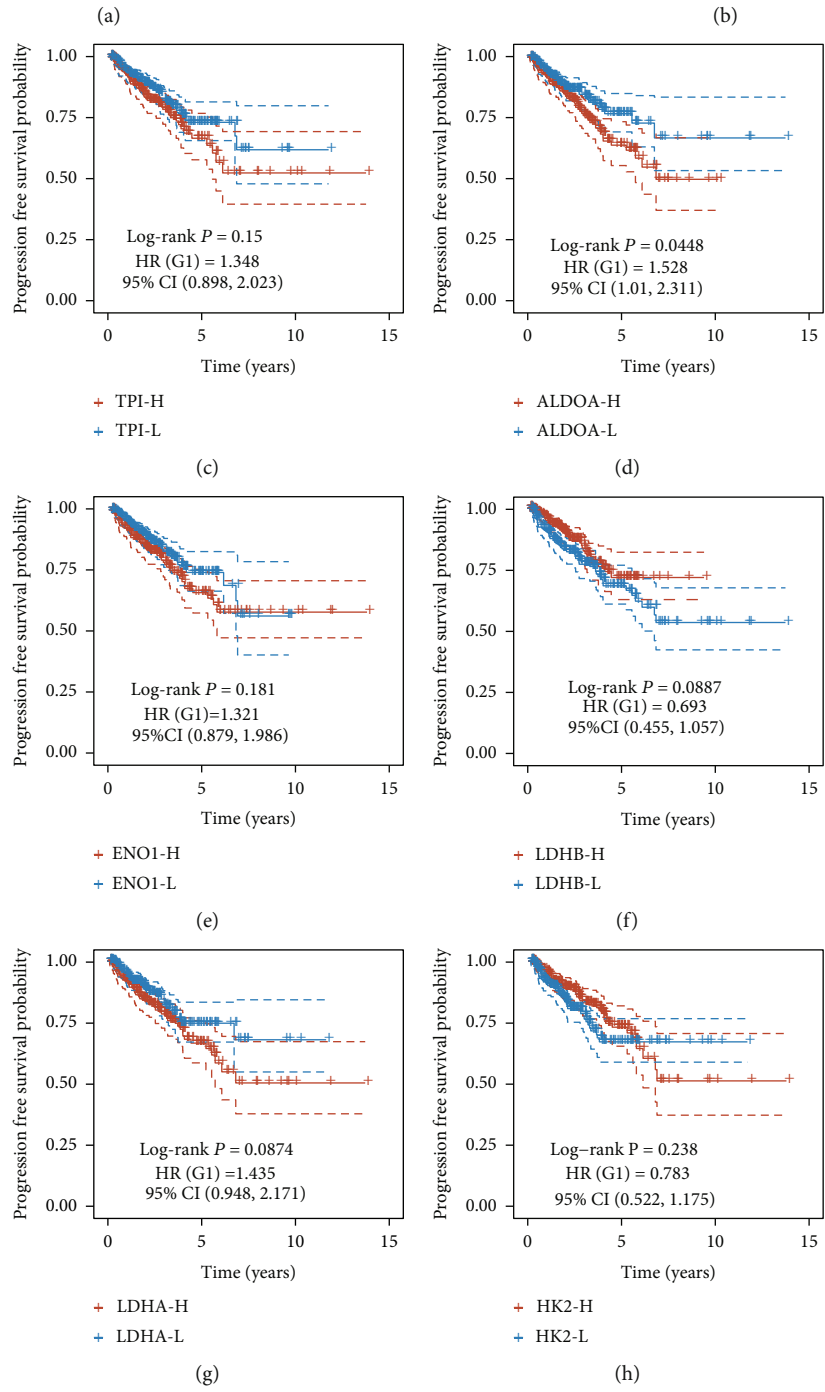 (a)
(b)
Progression free survival probability
1.00
0.75
0.50
0.25
0.00
Log-rank P = 0.15
HR (G1) = 1.348
95% CI (0.898, 2.023)
0
5
10
15
Time (years)
TPI-H
TPI-L
(c)
Progression free survival probability
1.00
0.75
0.50
0.25
0.00
Log-rank P = 0.0448
HR (G1) = 1.528
95% CI (1.01, 2.311)
0
5
10
15
Time (years)
ALDOA-H
ALDOA-L
(d)
Progression free survival probability
1.00
0.75
0.50
0.25
0.00
Log-rank P = 0.181
HR (G1)=1.321
95%CI (0.879, 1.986)
0
5
10
15
Time (years)
ENO1-H
ENO1-L
(e)
Progression free survival probability
1.00
0.75
0.50
0.25
0.00
Log-rank P = 0.0887
HR (G1) = 0.693
95%CI (0.455, 1.057)
0
5
10
15
Time (years)
LDHB-H
LDHB-L
(f)
Progression free survival probability
1.00
0.75
0.50
0.25
0.00
Log-rank P = 0.0874
HR (G1) =1.435
95% CI (0.948, 2.171)
0
5
10
15
Time (years)
LDHA-H
LDHA-L
(g)
Progression free survival probability
1.00
0.75
0.50
0.25
0.00
Log−rank P = 0.238
HR (G1) = 0.783
95% CI (0.522, 1.175)
0
5
10
15
Time (years)
HK2-H
HK2-L
(h)